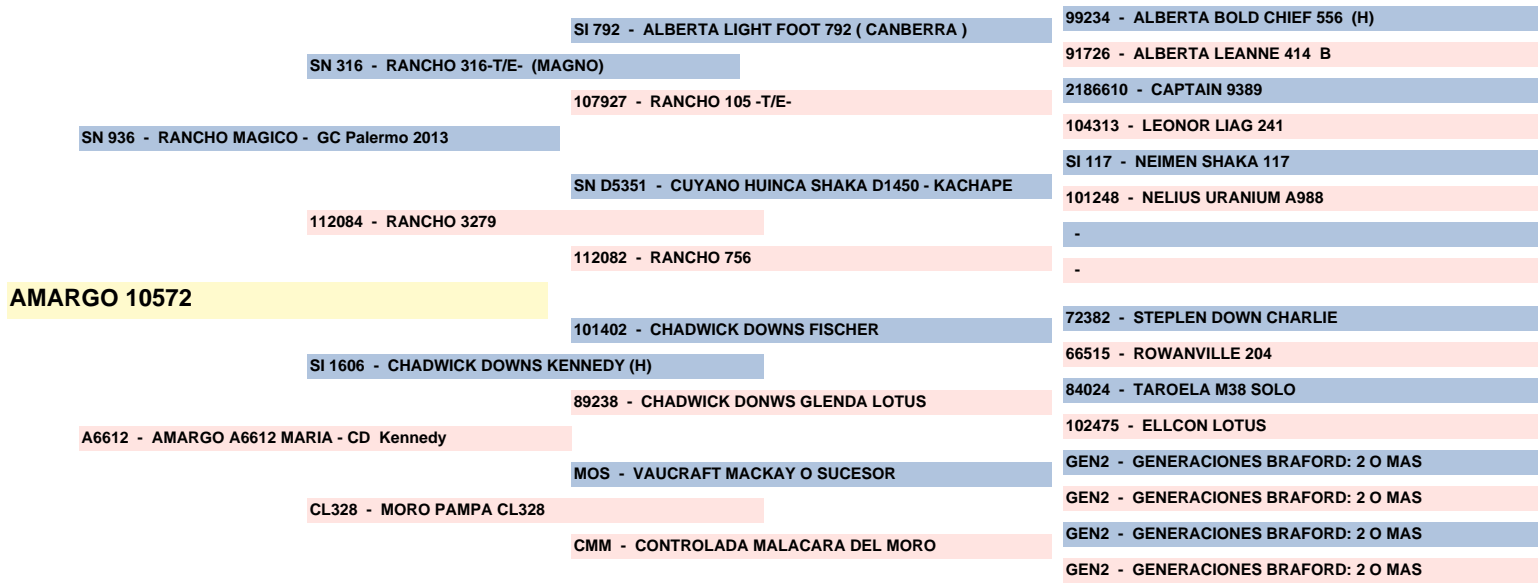 99234 - ALBERTA BOLD CHIEF 556 (H)
SI 792 - ALBERTA LIGHT FOOT 792 ( CANBERRA )
91726 - ALBERTA LEANNE 414 B
SN 316 - RANCHO 316-T/E- (MAGNO)
2186610 - CAPTAIN 9389
107927 - RANCHO 105 -T/E-
104313 - LEONOR LIAG 241
SN 936 - RANCHO MAGICO - GC Palermo 2013
SI 117 - NEIMEN SHAKA 117
SN D5351 - CUYANO HUINCA SHAKA D1450 - KACHAPE
101248 - NELIUS URANIUM A988
112084 - RANCHO 3279
-
112082 - RANCHO 756
-
AMARGO 10572
72382 - STEPLEN DOWN CHARLIE
101402 - CHADWICK DOWNS FISCHER
66515 - ROWANVILLE 204
SI 1606 - CHADWICK DOWNS KENNEDY (H)
84024 - TAROELA M38 SOLO
89238 - CHADWICK DONWS GLENDA LOTUS
102475 - ELLCON LOTUS
A6612 - AMARGO A6612 MARIA - CD Kennedy
GEN2 - GENERACIONES BRAFORD: 2 O MAS
MOS - VAUCRAFT MACKAY O SUCESOR
GEN2 - GENERACIONES BRAFORD: 2 O MAS
CL328 - MORO PAMPA CL328
GEN2 - GENERACIONES BRAFORD: 2 O MAS
CMM - CONTROLADA MALACARA DEL MORO
GEN2 - GENERACIONES BRAFORD: 2 O MAS